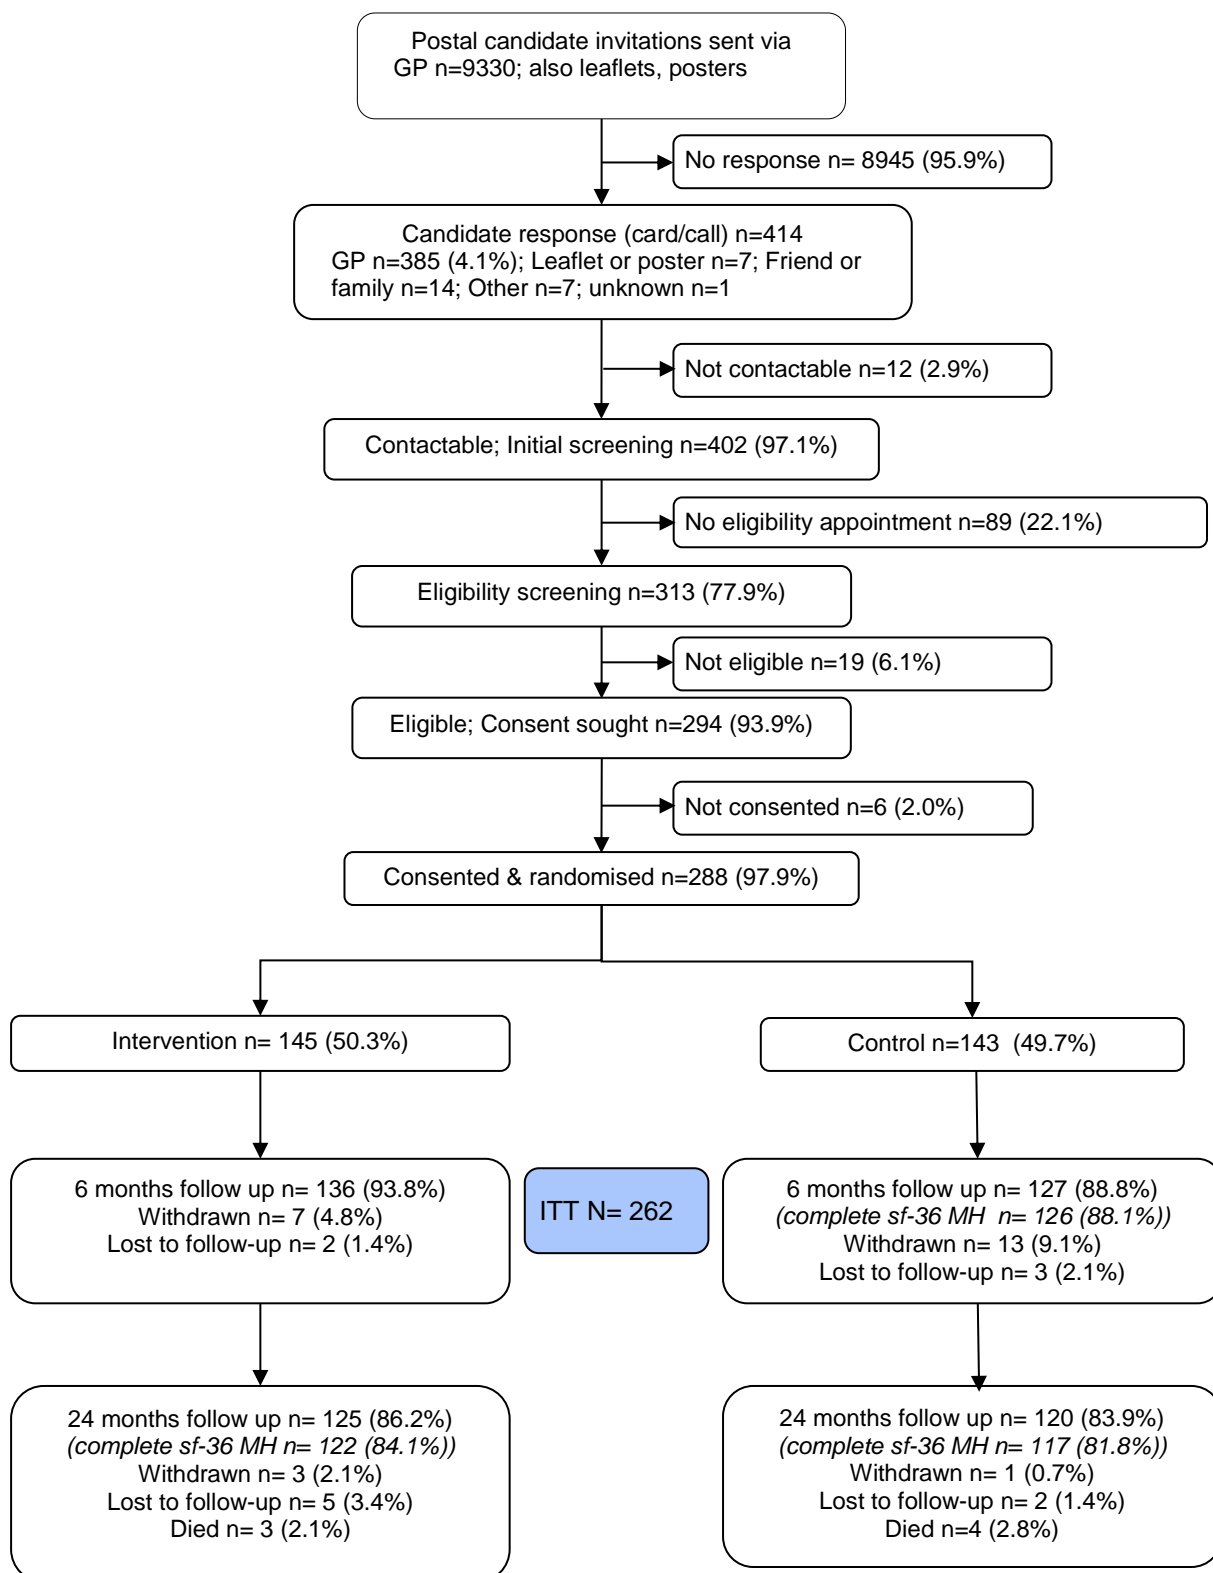 Postal candidate invitations sent via
GP n=9330; also leaflets, posters
No response n= 8945 (95.9%)
Candidate response (card/call) n=414
GP n=385 (4.1%); Leaflet or poster n=7; Friend or
family n=14; Other n=7; unknown n=1
Not contactable n=12 (2.9%)
Contactable; Initial screening n=402 (97.1%)
No eligibility appointment n=89 (22.1%)
Eligibility screening n=313 (77.9%)
Not eligible n=19 (6.1%)
Eligible; Consent sought n=294 (93.9%)
Not consented n=6 (2.0%)
Consented & randomised n=288 (97.9%)
Intervention n= 145 (50.3%)
Control n=143  (49.7%)
6 months follow up n= 136 (93.8%)
Withdrawn n= 7 (4.8%)
Lost to follow-up n= 2 (1.4%)
ITT N= 262
6 months follow up n= 127 (88.8%)
(complete sf-36 MH  n= 126 (88.1%))
Withdrawn n= 13 (9.1%)
Lost to follow-up n= 3 (2.1%)
24 months follow up n= 125 (86.2%)
(complete sf-36 MH n= 122 (84.1%))
Withdrawn n= 3 (2.1%)
Lost to follow-up n= 5 (3.4%)
Died n= 3 (2.1%)
24 months follow up n= 120 (83.9%)
(complete sf-36 MH n= 117 (81.8%))
Withdrawn n= 1 (0.7%)
Lost to follow-up n= 2 (1.4%)
Died n=4 (2.8%)